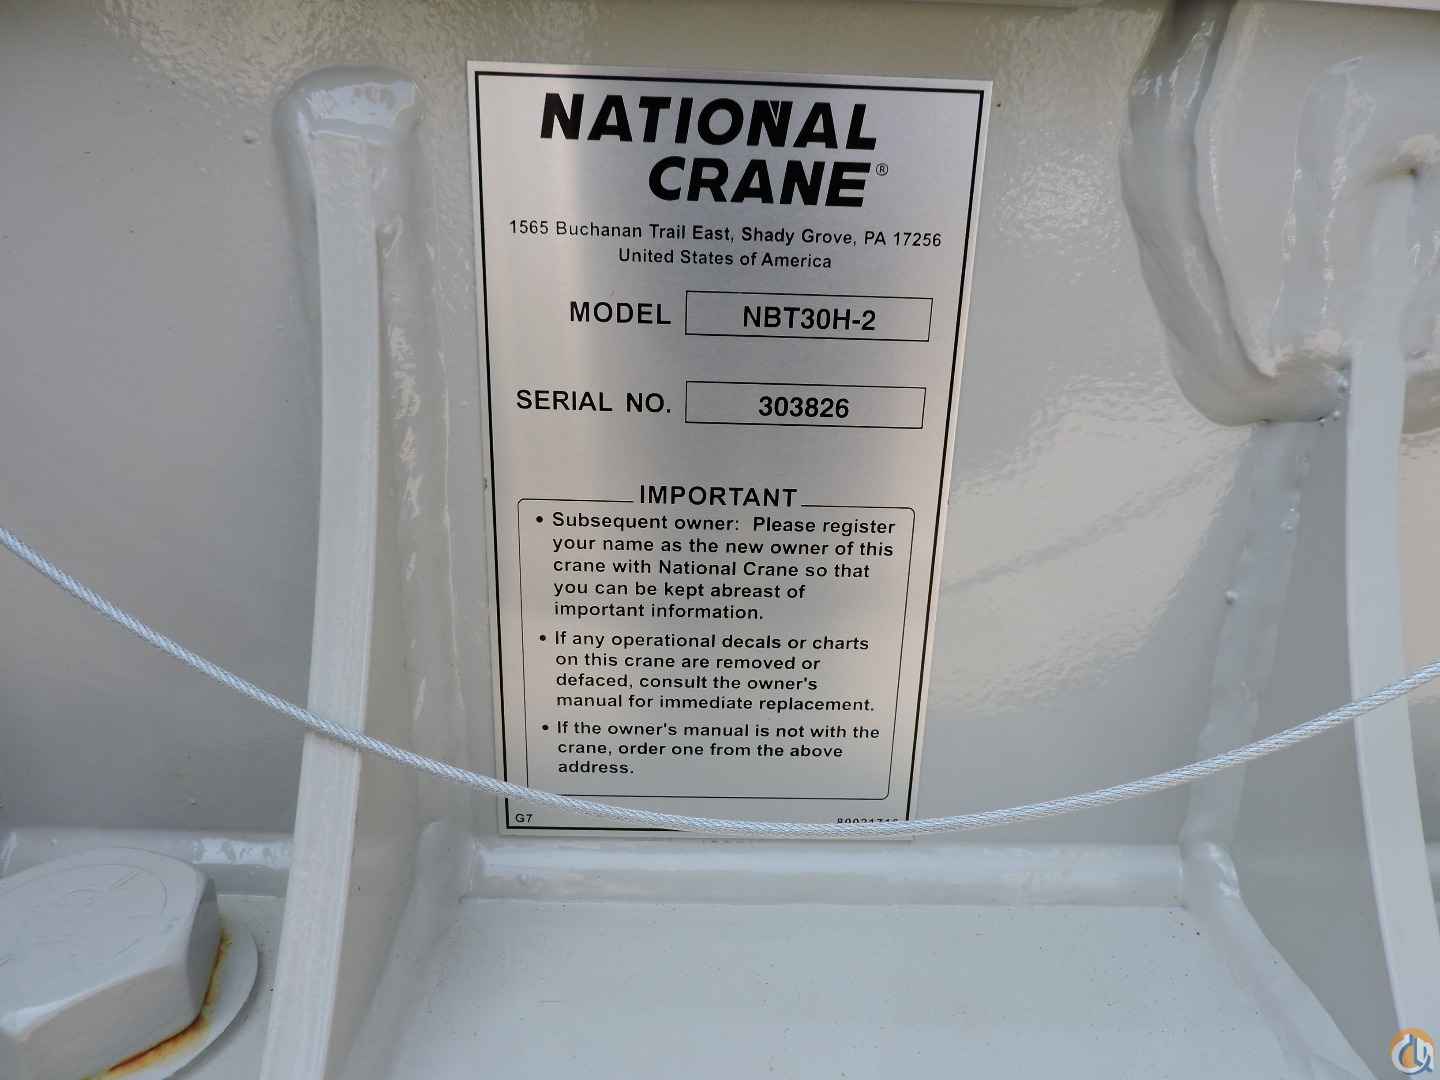 NATIONAL
CRANE®
1565 Buchanan Trail East, Shady Grove, PA 17256
United States of America
MODEL NBT30H-2
SERIAL NO. 303826
IMPORTANT
• Subsequent owner: Please register
your name as the new owner of this
crane with National Crane so that
you can be kept abreast of
important information.
• If any operational decals or charts
on this crane are removed or
defaced, consult the owner's
manual for immediate replacement.
• If the owner's manual is not with the
crane, order one from the above
address.
G7